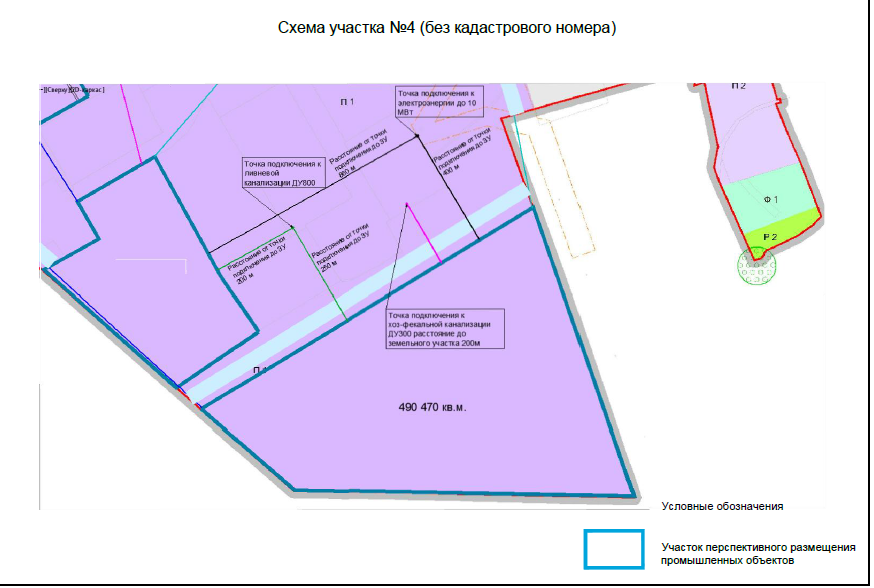 Схема участка №4 (без кадастрового номера)
-][Сверху][2D-каркас]
П 1
Точка подключения к
электроэнергии до 10
МВт
П 2
Расстояние от точки
подключения до ЗУ
860 м
Расстояние от точки
подключения до ЗУ
400 м
Точка подключения к
ливневой
канализации ДУ800
Ф 1
Р 2
Расстояние от точки
подключения до ЗУ
200 м
Расстояние от точки
подключения до ЗУ
250 м
Точка подключения к
хоз-фекальной канализации
ДУ300 расстояние до
земельного участка 200м
490 470 кв.м.
Условные обозначения
Участок перспективного размещения
промышленных объектов